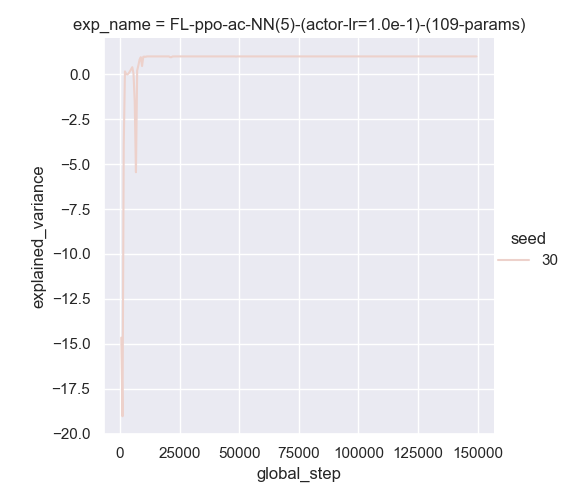 exp_name = FL-ppo-ac-NN(5)-(actor-lr=1.0e-1)-(109-params)
0.0
−2.5
−5.0
−7.5
−10.0
−12.5
−15.0
−17.5
−20.0
explained_variance
seed
30
0 25000 50000 75000 100000 125000 150000
global_step